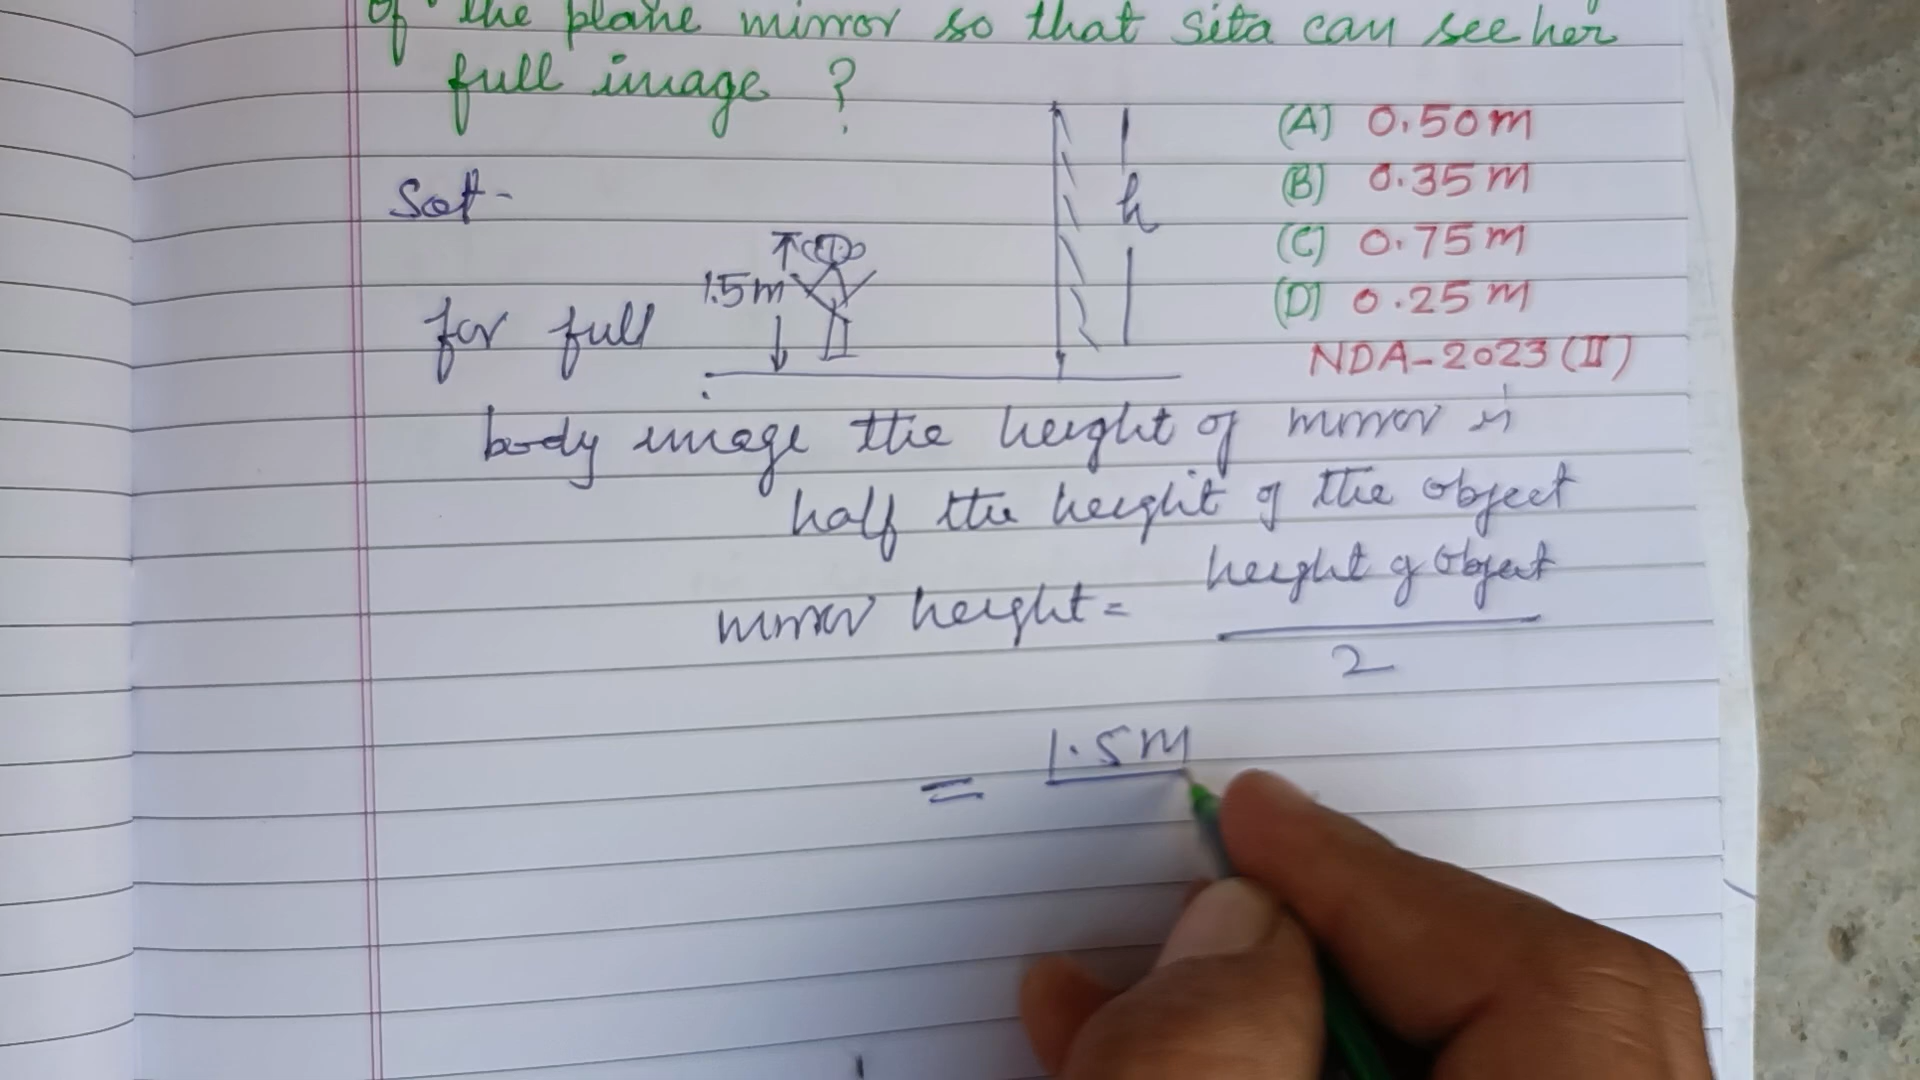 of the plane mirror so that sita can see her
full image ?
(A) 0.50m
(B) 0.35m
(C) 0.75m
(D) 0.25m
NDA-2023 (II)
Sol-
h
1.5m
for full
body image the height of mirror is
half the height of the object
mirror height = height of object
2
= 1.5m